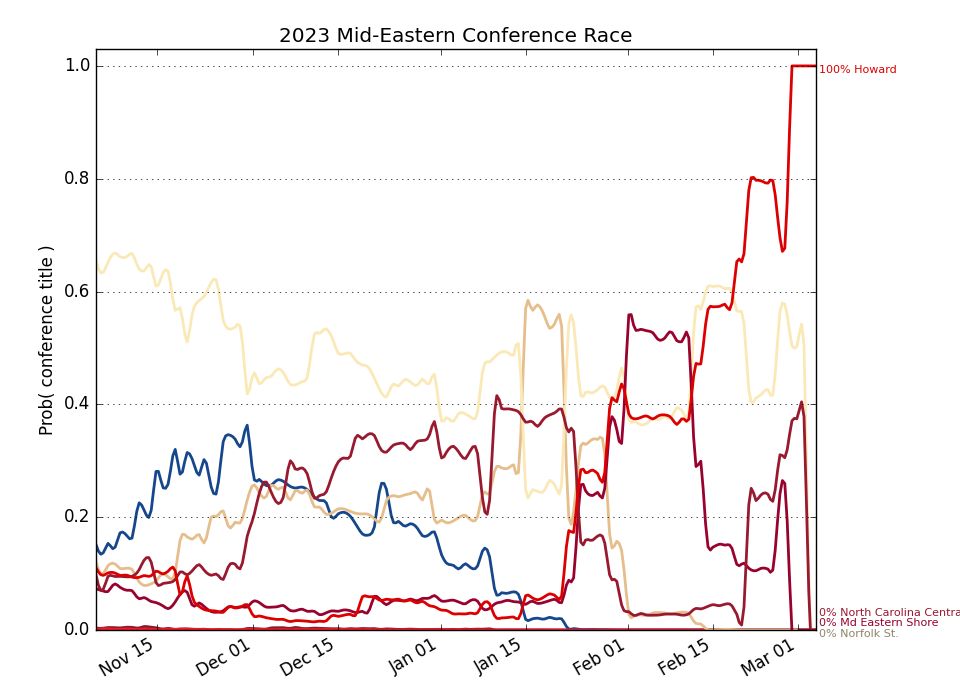 2023 Mid-Eastern Conference Race
Prob( conference title )
1.0
0.8
0.6
0.4
0.2
0.0
Nov 15
Dec 01
Dec 15
Jan 01
Jan 15
Feb 01
Feb 15
Mar 01
100% Howard
0% North Carolina Centra
0% Md Eastern Shore
0% Norfolk St.